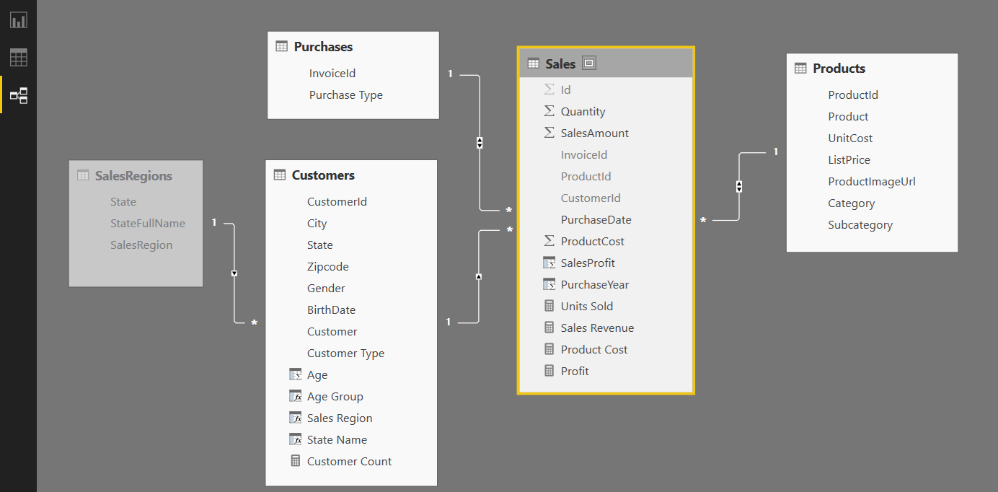 Purchases
InvoiceId
Purchase Type
1
SalesRegions
State
StateFullName
SalesRegion
1
*
Customers
CustomerId
City
State
Zipcode
Gender
BirthDate
Customer
Customer Type
Age
Age Group
Sales Region
State Name
Customer Count
1
*
*
Sales
Id
Quantity
SalesAmount
InvoiceId
ProductId
CustomerId
PurchaseDate
ProductCost
SalesProfit
PurchaseYear
Units Sold
Sales Revenue
Product Cost
Profit
*
1
Products
ProductId
Product
UnitCost
ListPrice
ProductImageUrl
Category
Subcategory